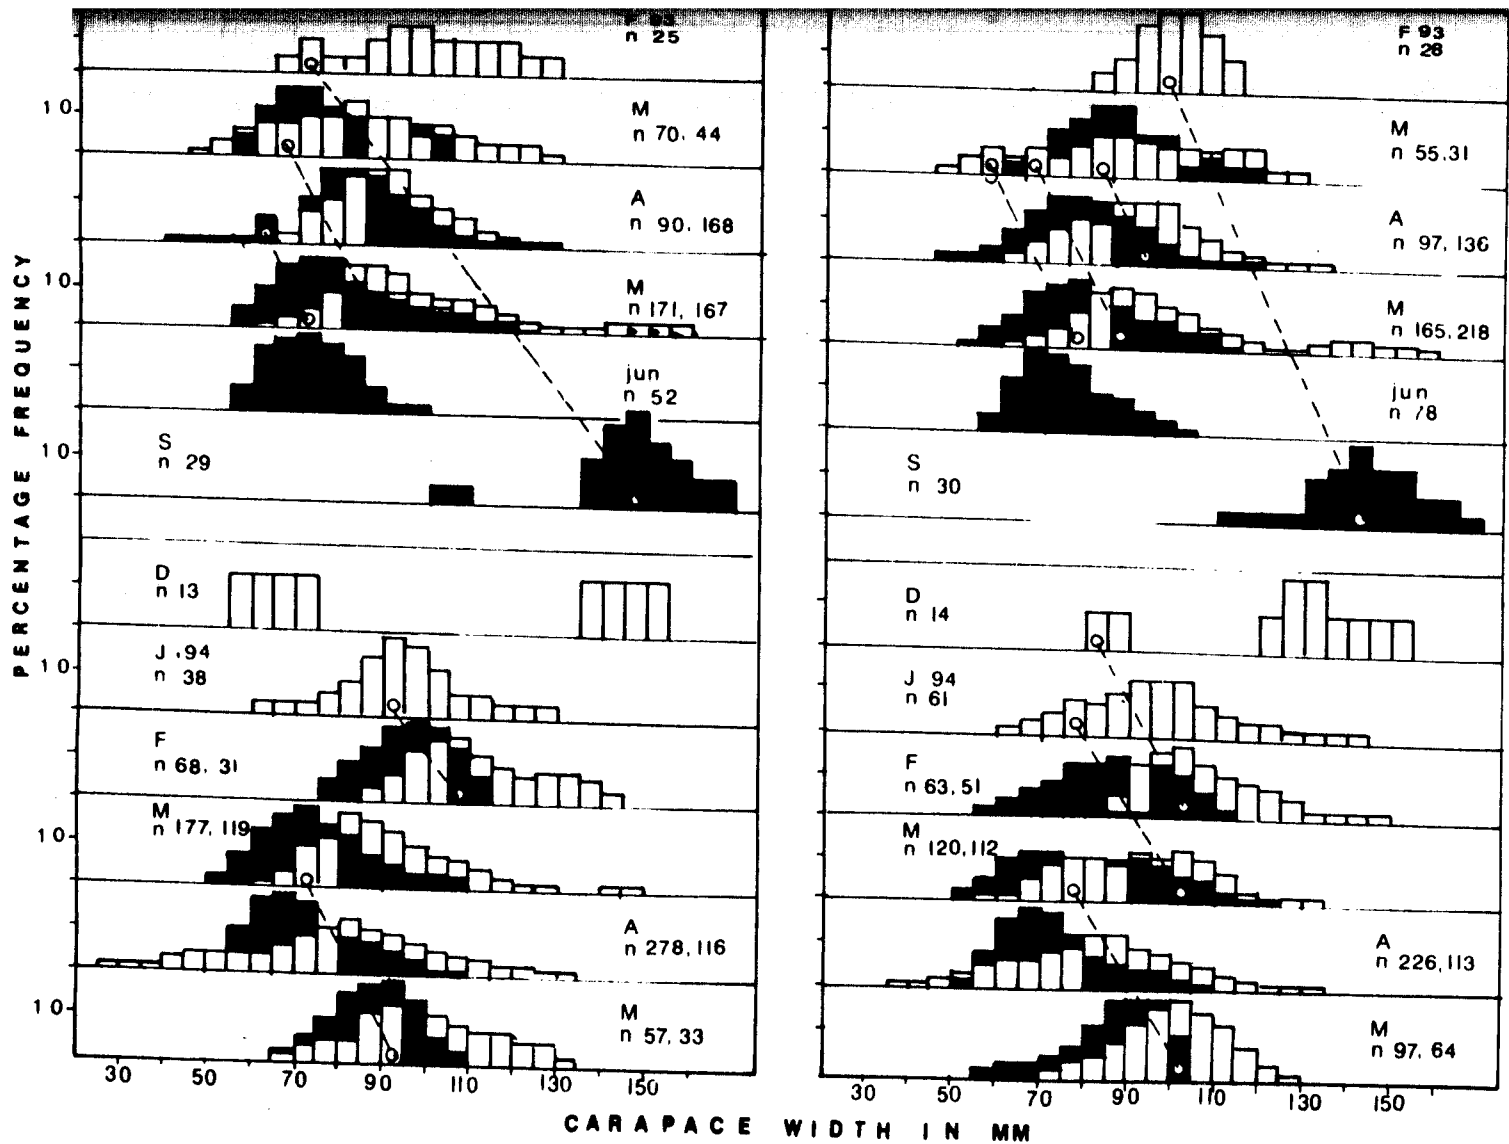 PERCENTAGE FREQUENCY
F 93
n 25
10
M
n 70, 44
A
n 90, 168
10
M
n 171, 167
jun
n 52
10
S
n 29
D
n 13
J .94
n 38
10
F
n 68, 31
M
n 177, 119
10
A
n 278, 116
10
M
n 57, 33
30 50 70 90 110 130 150
F 93
n 28
M
n 55, 31
A
n 97, 136
M
n 165, 218
jun
n 78
S
n 30
D
n 14
J 94
n 61
F
n 63, 51
M
n 120, 112
A
n 226, 113
M
n 97, 64
30 50 70 90 110 130 150
CARAPACE WIDTH IN MM